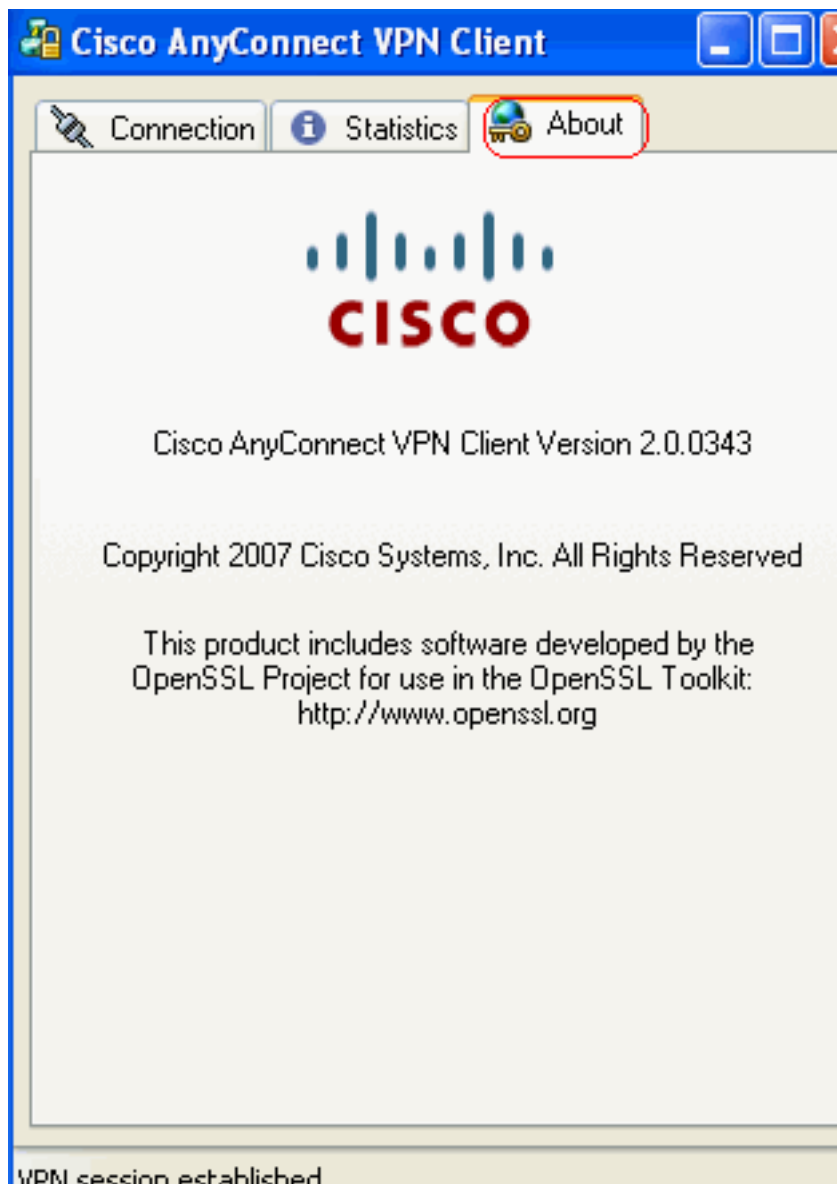 Cisco AnyConnect VPN Client
Connection
Statistics
About
CISCO
Cisco AnyConnect VPN Client Version 2.0.0343
Copyright 2007 Cisco Systems, Inc. All Rights Reserved
This product includes software developed by the
OpenSSL Project for use in the OpenSSL Toolkit:
http://www.openssl.org
VPN session established